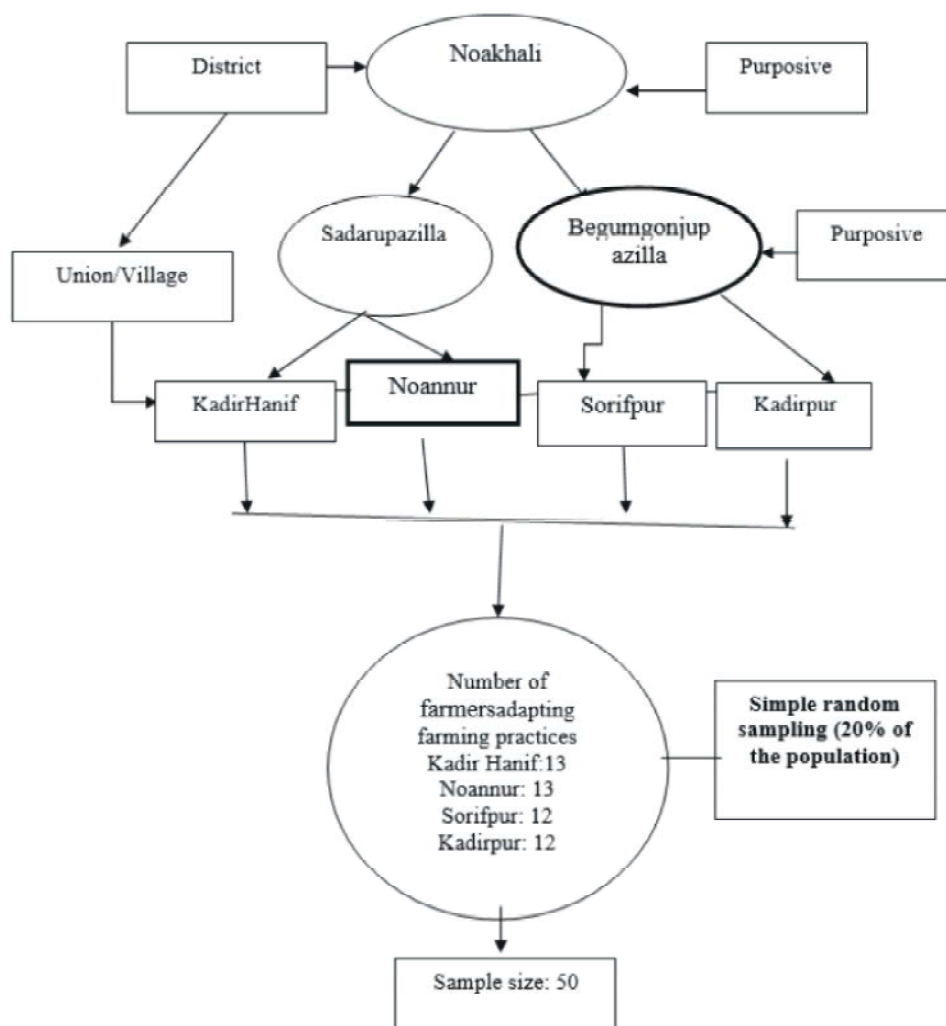 District
Noakhali
Purposive
Sadarupazilla
Begumgonjup
azilla
Purposive
Union/Village
KadirHanif
Noannur
Sorifpur
Kadirpur
Number of
farmersadapting
farming practices
Kadir Hanif:13
Noannur: 13
Sorifpur: 12
Kadirpur: 12
Simple random
sampling (20% of
the population)
Sample size: 50